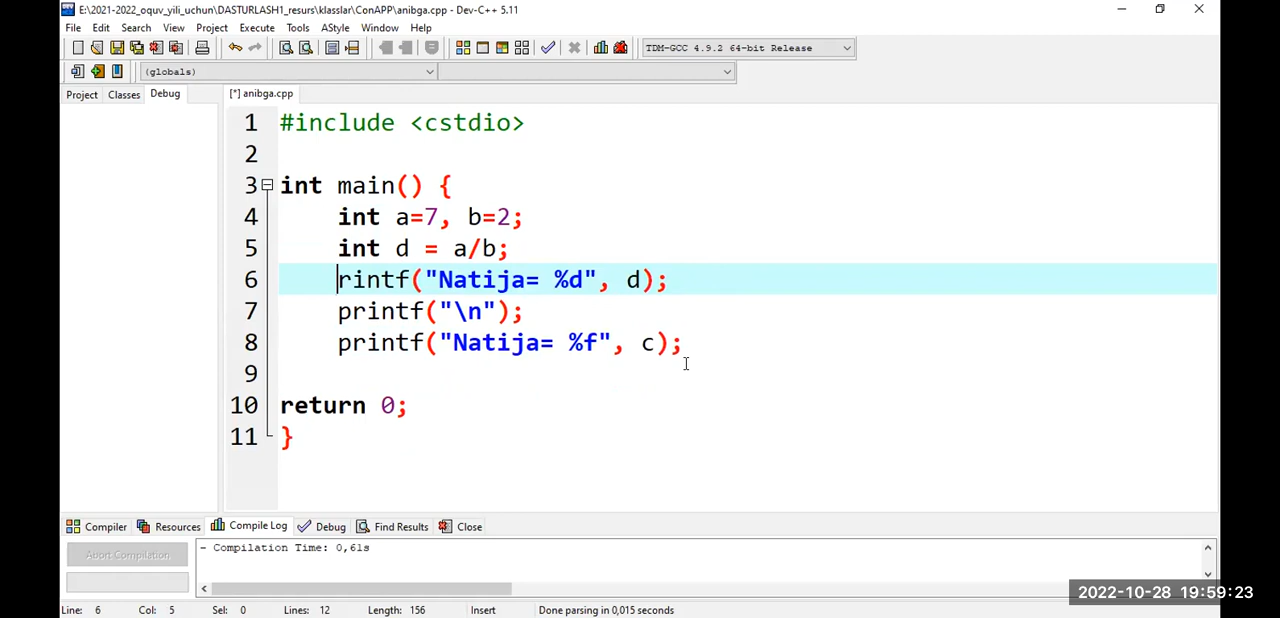 E:\2021-2022_oquv_yili_uchun\DASTURLASH1_resurs\klasslar\ConAPP\anibga.cpp - Dev-C++ 5.11
File Edit Search View Project Execute Tools AStyle Window Help
TDM-GCC 4.9.2 64-bit Release
(globals)
Project Classes Debug [*] anibga.cpp
1 #include <cstdio>
2
3 int main() {
4 int a=7, b=2;
5 int d = a/b;
6 rintf("Natija= %d", d);
7 printf("\n");
8 printf("Natija= %f", c);
9
10 return 0;
11 }
Compiler Resources Compile Log Debug Find Results Close
Abort Compilation
- Compilation Time: 0,61s
2022-10-28 19:59:23
Line: 6 Col: 5 Sel: 0 Lines: 12 Length: 156 Insert Done parsing in 0,015 seconds